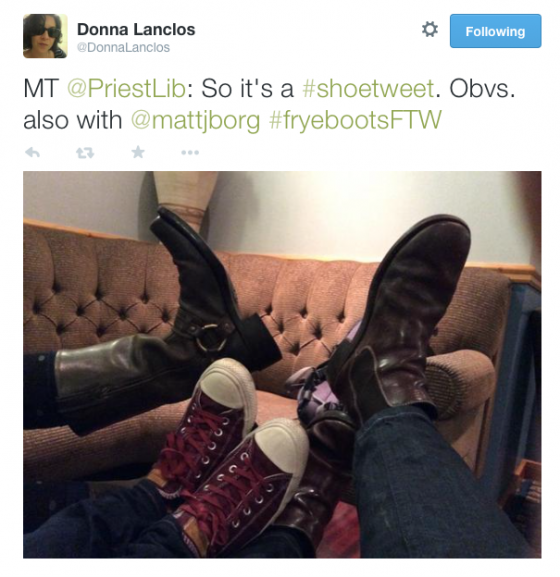 Donna Lanclos
@DonnaLanclos
Following
MT @PriestLib: So it's a #shoetweet. Obvs.
also with @mattjborg #fryebootsFTW